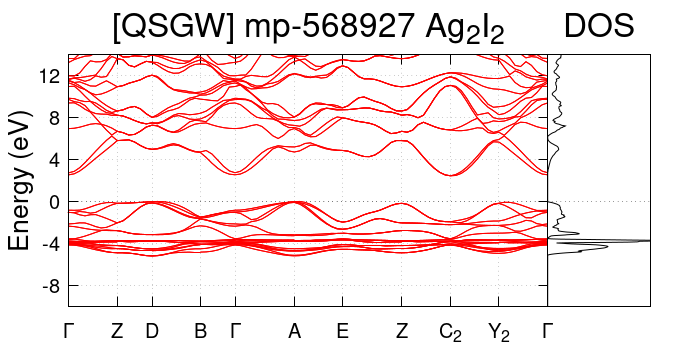 [QSGW] mp-568927 Ag₂I₂ DOS
Energy (eV)
12
8
4
0
-4
-8
Γ Z D B Γ A E Z C₂ Y₂ Γ